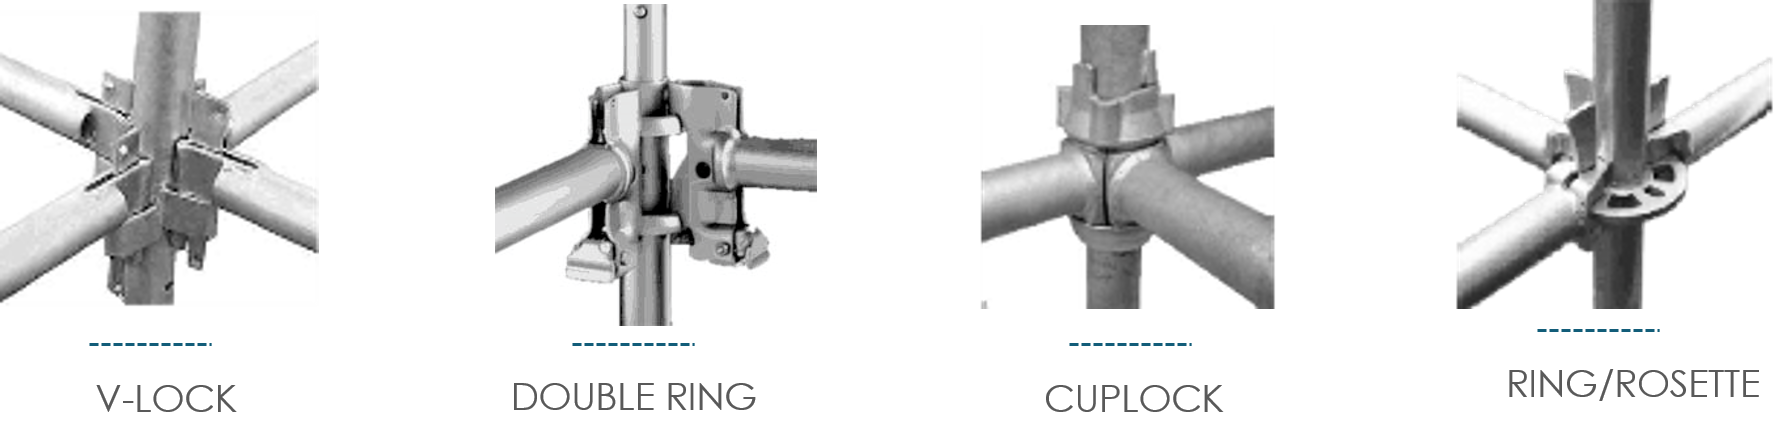 V-LOCK
DOUBLE RING
CUPLOCK
RING/ROSETTE